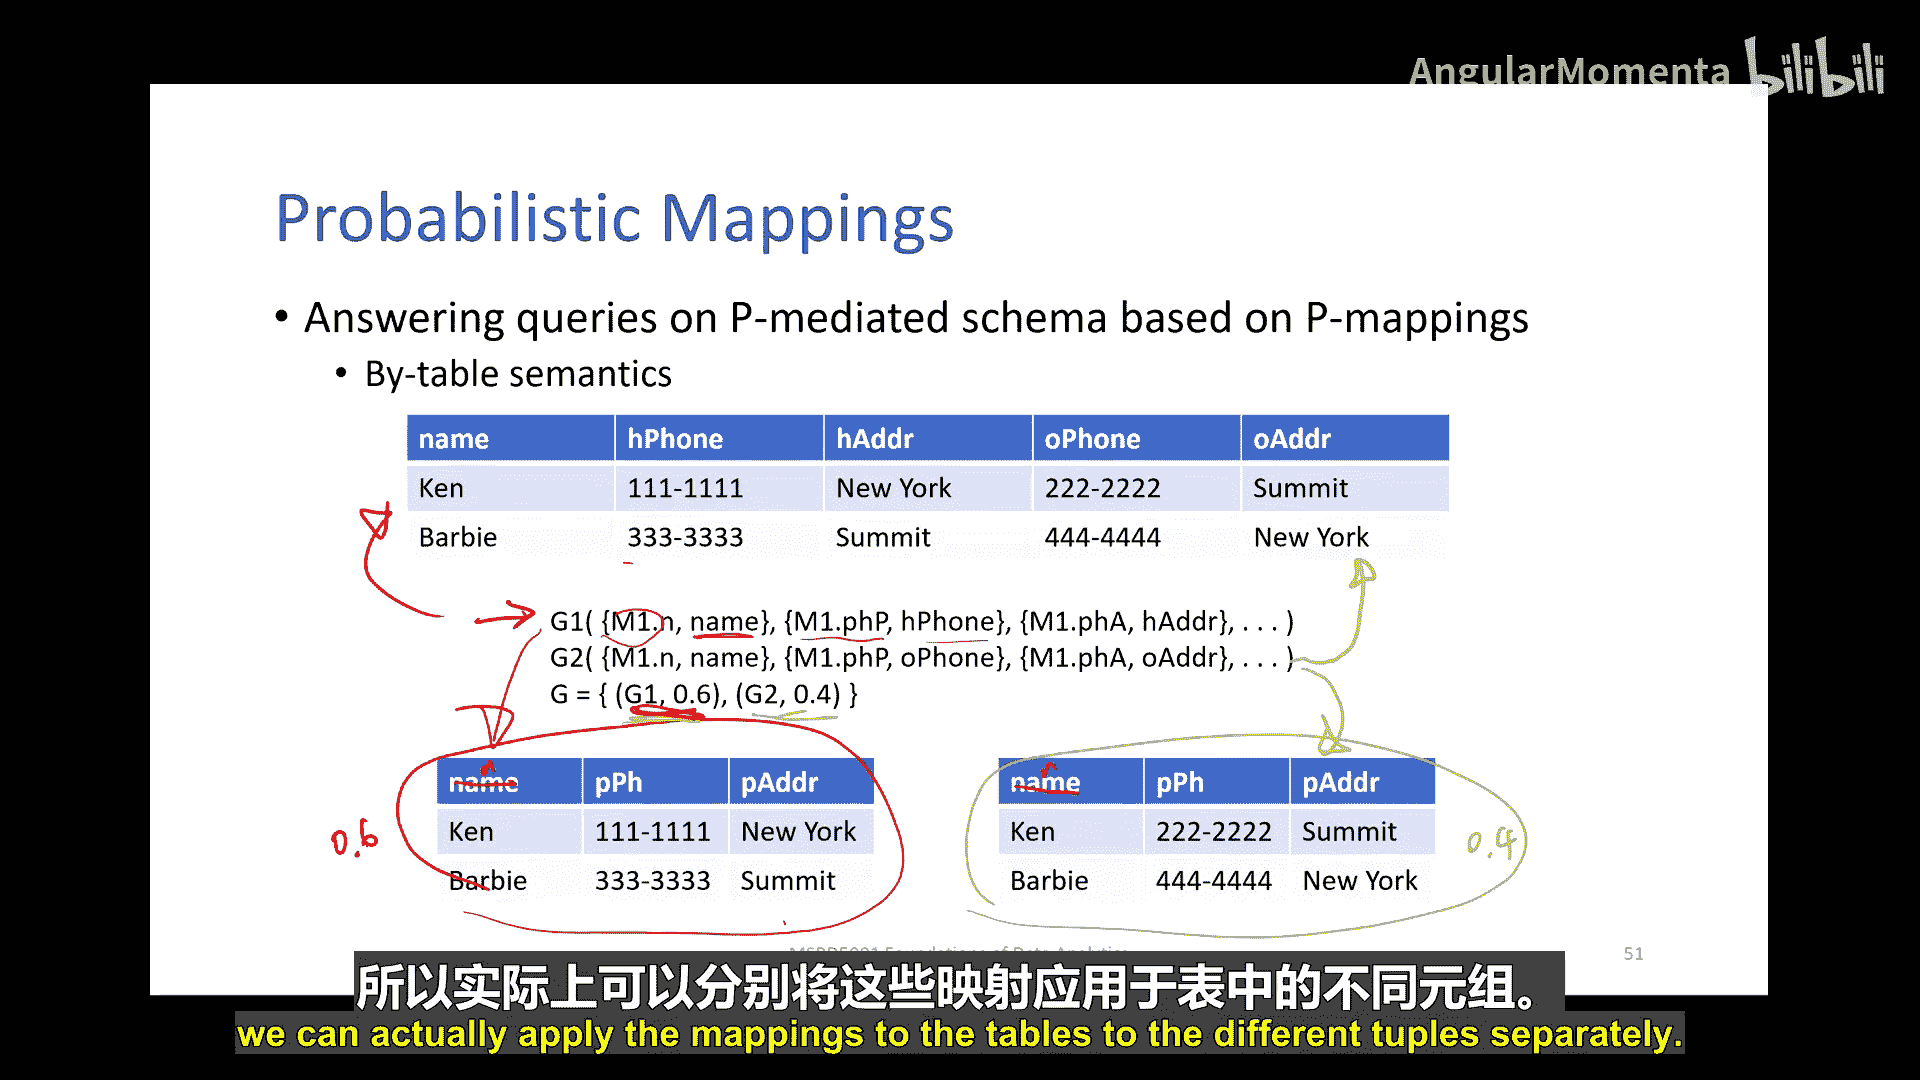 AngularMomenta bilibili
Probabilistic Mappings
• Answering queries on P-mediated schema based on P-mappings
• By-table semantics
name hPhone hAddr oPhone oAddr
Ken 111-1111 New York 222-2222 Summit
Barbie 333-3333 Summit 444-4444 New York
G1( {M1.n, name}, {M1.phP, hPhone}, {M1.phA, hAddr}, . . . )
G2( {M1.n, name}, {M1.phP, oPhone}, {M1.phA, oAddr}, . . . )
G = { (G1, 0.6), (G2, 0.4) }
name pPh pAddr
Ken 111-1111 New York
Barbie 333-3333 Summit
0.6
name pPh pAddr
Ken 222-2222 Summit
Barbie 444-4444 New York
0.4
51
所以实际上可以分别将这些映射应用于表中的不同元组。
we can actually apply the mappings to the tables to the different tuples separately.